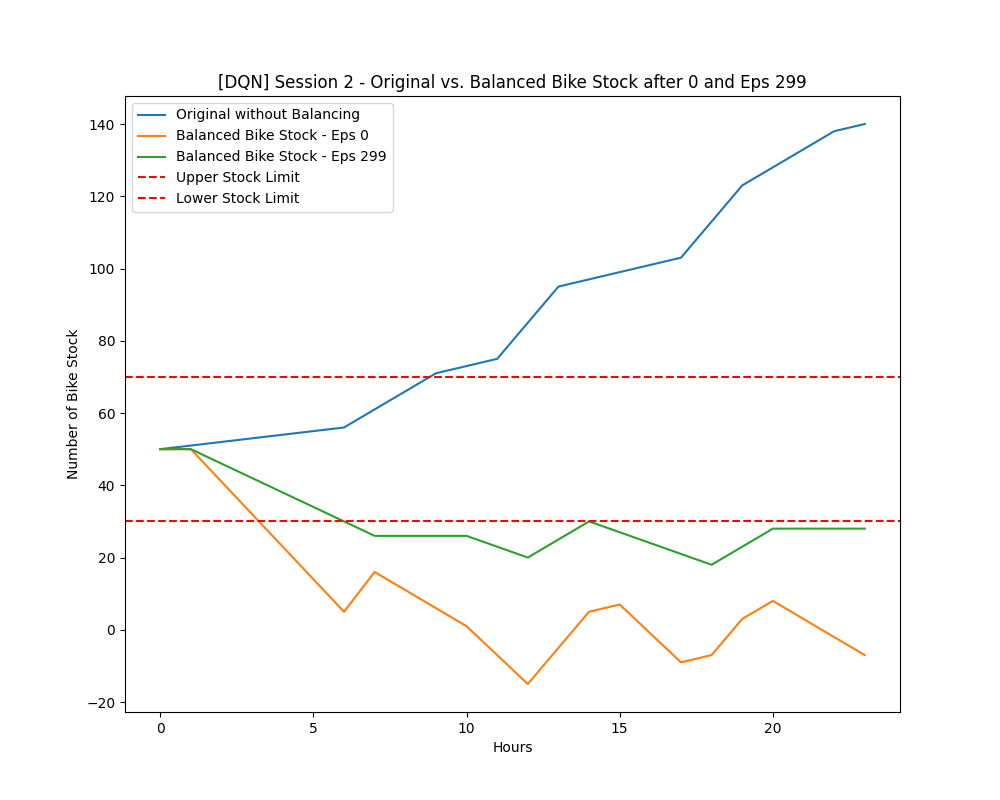 [DQN] Session 2 - Original vs. Balanced Bike Stock after 0 and Eps 299
Original without Balancing
Balanced Bike Stock - Eps 0
Balanced Bike Stock - Eps 299
Upper Stock Limit
Lower Stock Limit
140
120
100
80
60
40
20
0
−20
Number of Bike Stock
0 5 10 15 20
Hours